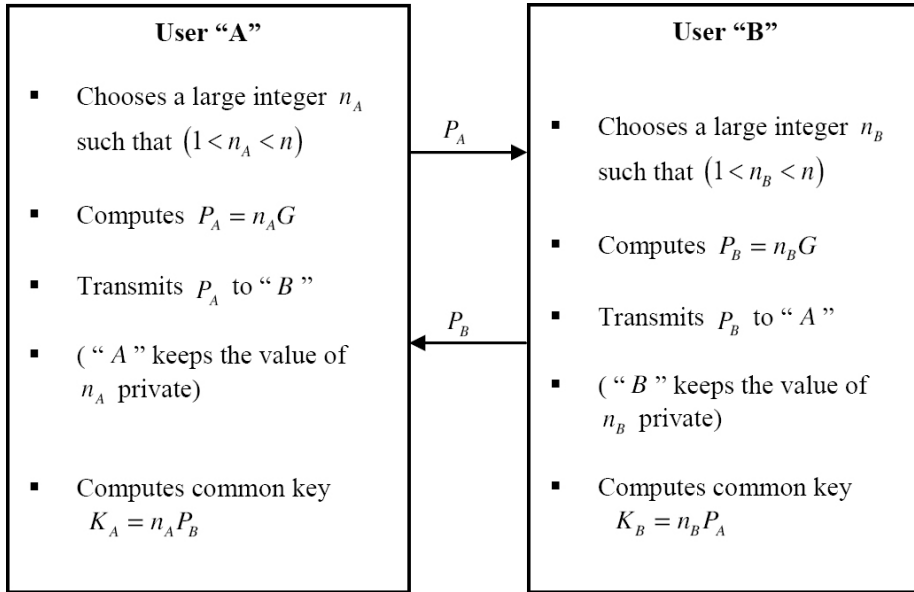 User “A”
▪ Chooses a large integer n_A
such that (1 < n_A < n)
▪ Computes P_A = n_A G
▪ Transmits P_A to “ B ”
▪ ( “ A ” keeps the value of
n_A private)
▪ Computes common key
K_A = n_A P_B
P_A
P_B
User “B”
▪ Chooses a large integer n_B
such that (1 < n_B < n)
▪ Computes P_B = n_B G
▪ Transmits P_B to “ A ”
▪ ( “ B ” keeps the value of
n_B private)
▪ Computes common key
K_B = n_B P_A